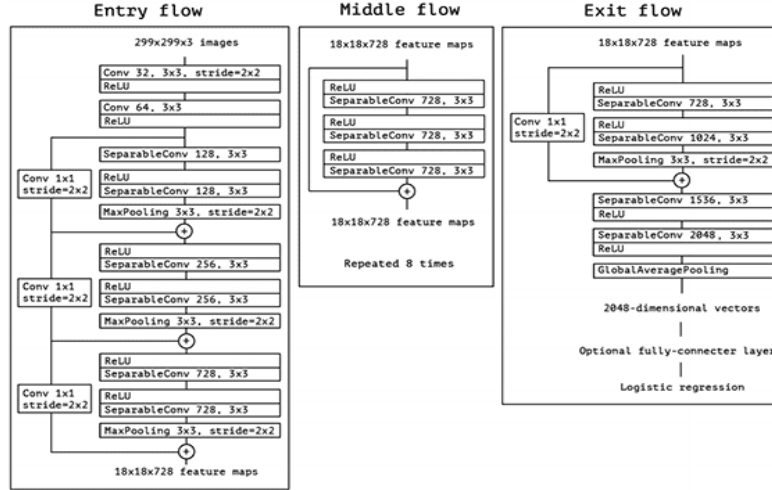 Entry flow
299x299x3 images
Conv 32, 3x3, stride=2x2
ReLU
Conv 64, 3x3
ReLU
SeparableConv 128, 3x3
Conv 1x1
stride=2x2
ReLU
SeparableConv 128, 3x3
MaxPooling 3x3, stride=2x2
+
ReLU
SeparableConv 256, 3x3
Conv 1x1
stride=2x2
ReLU
SeparableConv 256, 3x3
MaxPooling 3x3, stride=2x2
+
ReLU
SeparableConv 728, 3x3
Conv 1x1
stride=2x2
ReLU
SeparableConv 728, 3x3
MaxPooling 3x3, stride=2x2
+
18x18x728 feature maps
Middle flow
18x18x728 feature maps
ReLU
SeparableConv 728, 3x3
ReLU
SeparableConv 728, 3x3
ReLU
SeparableConv 728, 3x3
+
18x18x728 feature maps
Repeated 8 times
Exit flow
18x18x728 feature maps
ReLU
SeparableConv 728, 3x3
Conv 1x1
stride=2x2
ReLU
SeparableConv 1024, 3x3
MaxPooling 3x3, stride=2x2
+
SeparableConv 1536, 3x3
ReLU
SeparableConv 2048, 3x3
ReLU
GlobalAveragePooling
2048-dimensional vectors
Optional fully-connecter layer
Logistic regression